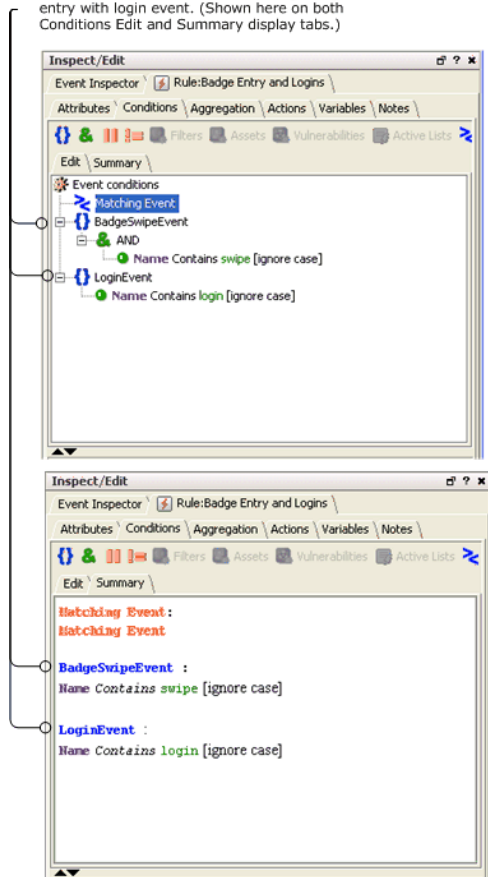 entry with login event. (Shown here on both
Conditions Edit and Summary display tabs.)
Inspect/Edit
Event Inspector Rule:Badge Entry and Logins
Attributes Conditions Aggregation Actions Variables Notes
{} & Filters Assets Vulnerabilities Active Lists
Edit Summary
Event conditions
Matching Event
{} BadgeSwipeEvent
& AND
Name Contains swipe [ignore case]
{} LoginEvent
Name Contains login [ignore case]
Inspect/Edit
Event Inspector Rule:Badge Entry and Logins
Attributes Conditions Aggregation Actions Variables Notes
{} & Filters Assets Vulnerabilities Active Lists
Edit Summary
Matching Event:
Matching Event
BadgeSwipeEvent :
Name Contains swipe [ignore case]
LoginEvent :
Name Contains login [ignore case]